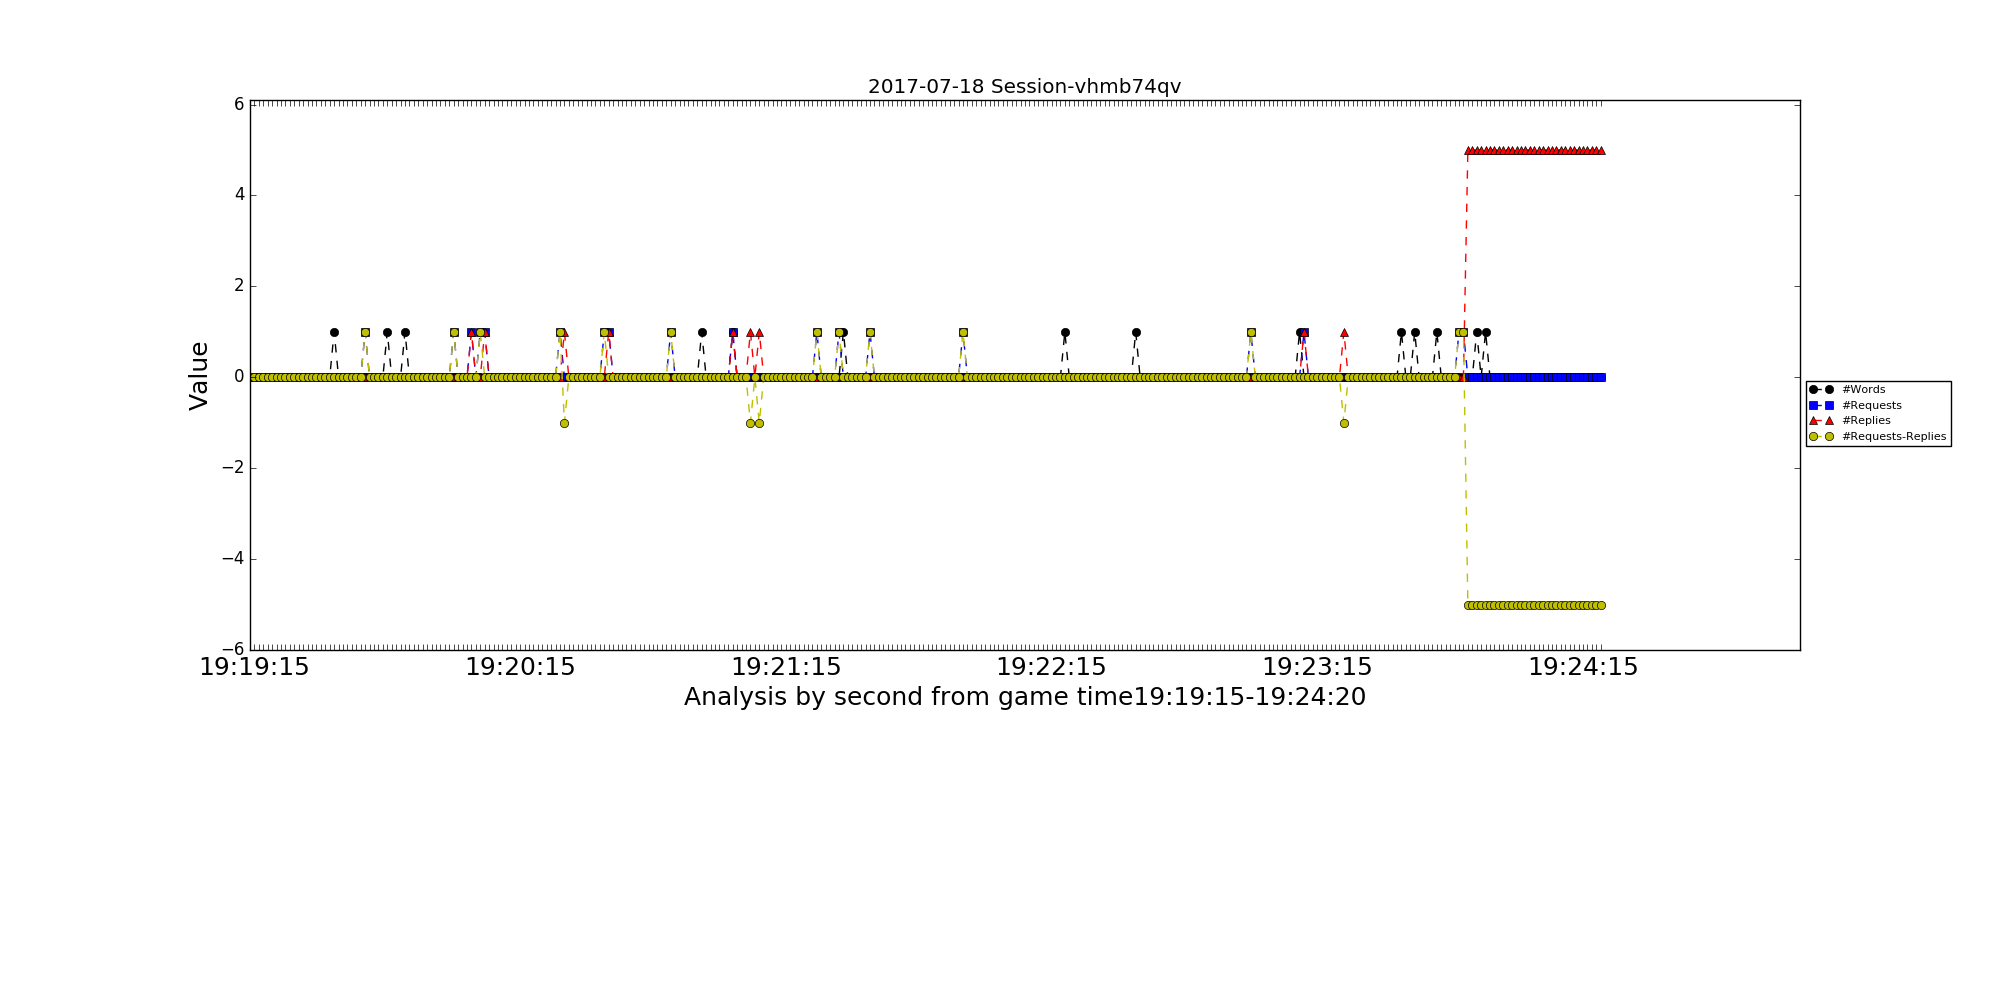 2017-07-18 Session-vhmb74qv
6
4
2
0
−2
−4
−6
Value
19:19:15 19:20:15 19:21:15 19:22:15 19:23:15 19:24:15
Analysis by second from game time19:19:15-19:24:20
#Words
#Requests
#Replies
#Requests-Replies